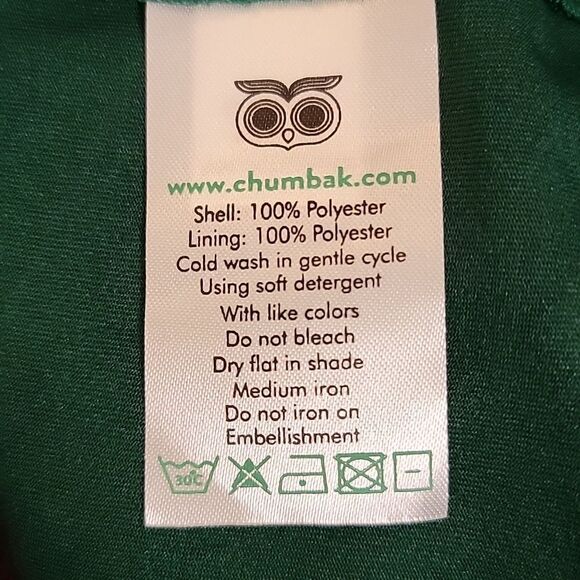 www.chumbak.com
Shell: 100% Polyester
Lining: 100% Polyester
Cold wash in gentle cycle
Using soft detergent
With like colors
Do not bleach
Dry flat in shade
Medium iron
Do not iron on
Embellishment
30C